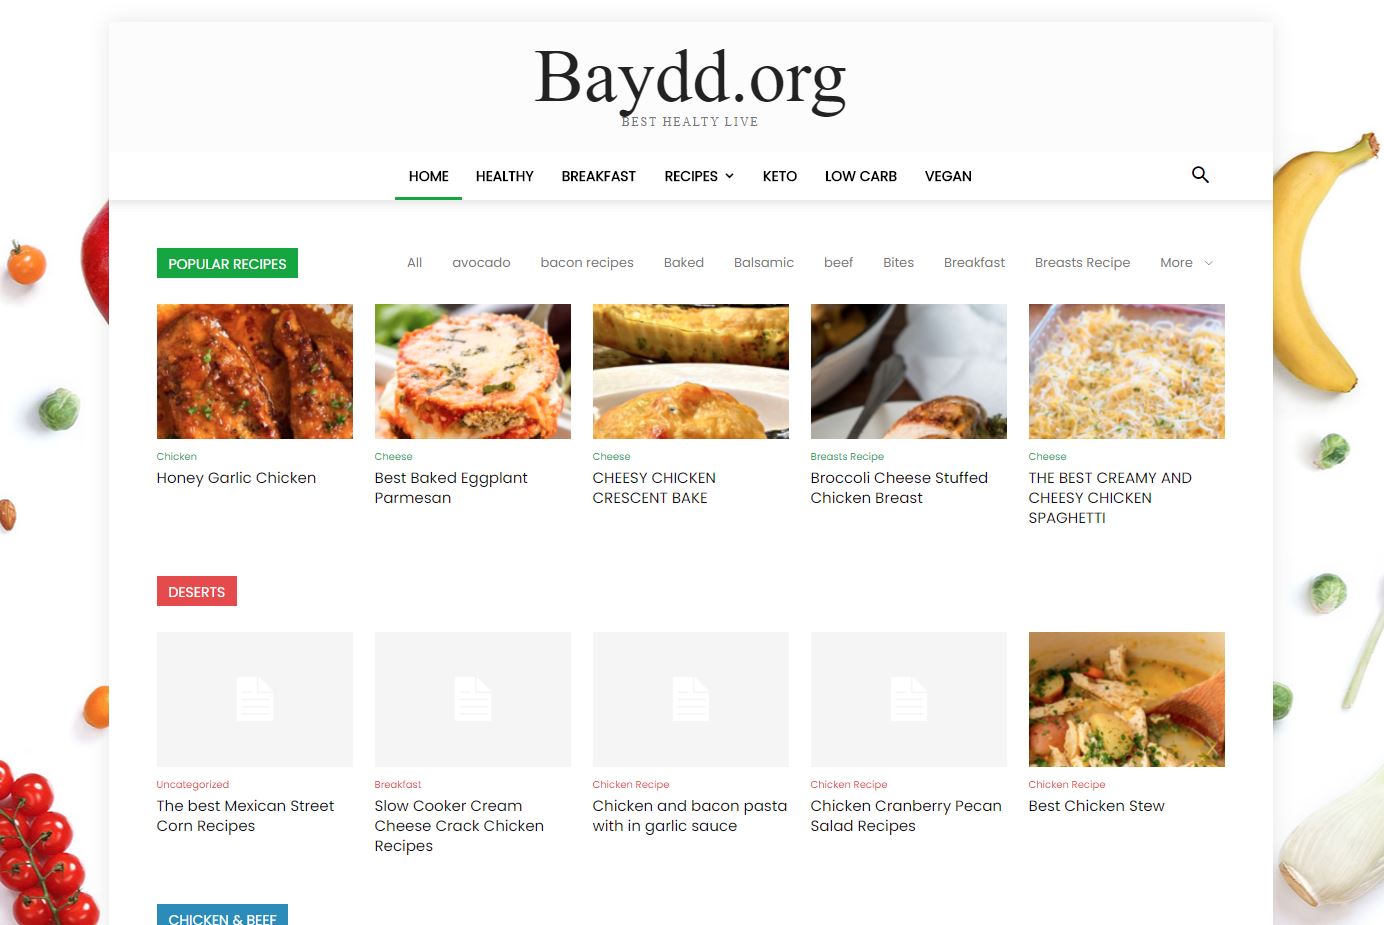 Baydd.org
BEST HEALTY LIVE
HOME HEALTHY BREAKFAST RECIPES KETO LOW CARB VEGAN
POPULAR RECIPES
All avocado bacon recipes Baked Balsamic beef Bites Breakfast Breasts Recipe More
Chicken
Honey Garlic Chicken
Cheese
Best Baked Eggplant
Parmesan
Cheese
CHEESY CHICKEN
CRESCENT BAKE
Breasts Recipe
Broccoli Cheese Stuffed
Chicken Breast
Cheese
THE BEST CREAMY AND
CHEESY CHICKEN
SPAGHETTI
DESERTS
Uncategorized
The best Mexican Street
Corn Recipes
Breakfast
Slow Cooker Cream
Cheese Crack Chicken
Recipes
Chicken Recipe
Chicken and bacon pasta
with in garlic sauce
Chicken Recipe
Chicken Cranberry Pecan
Salad Recipes
Chicken Recipe
Best Chicken Stew
CHICKEN & BEEF